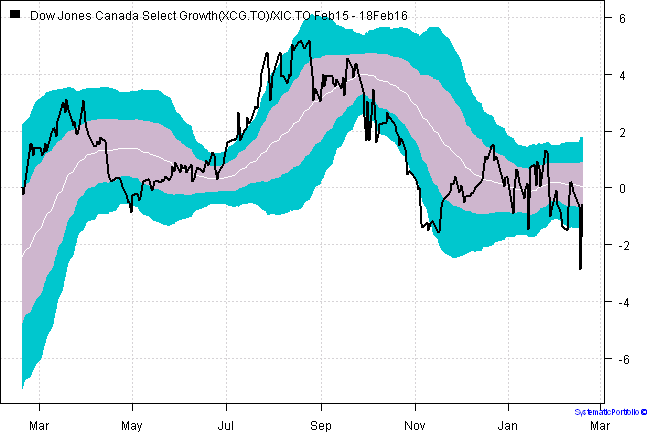 Dow Jones Canada Select Growth(XCG.TO)/XIC.TO Feb15 - 18Feb16
6
4
2
0
-2
-4
-6
Mar May Jul Sep Nov Jan Mar
SystematicPortfolio ©